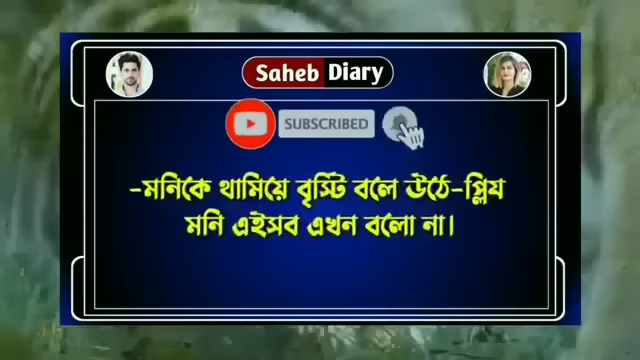 Saheb Diary
SUBSCRIBED
-মনিকে থামিয়ে বৃস্টি বলে উঠে-প্লিয
মনি এইসব এখন বলো না।